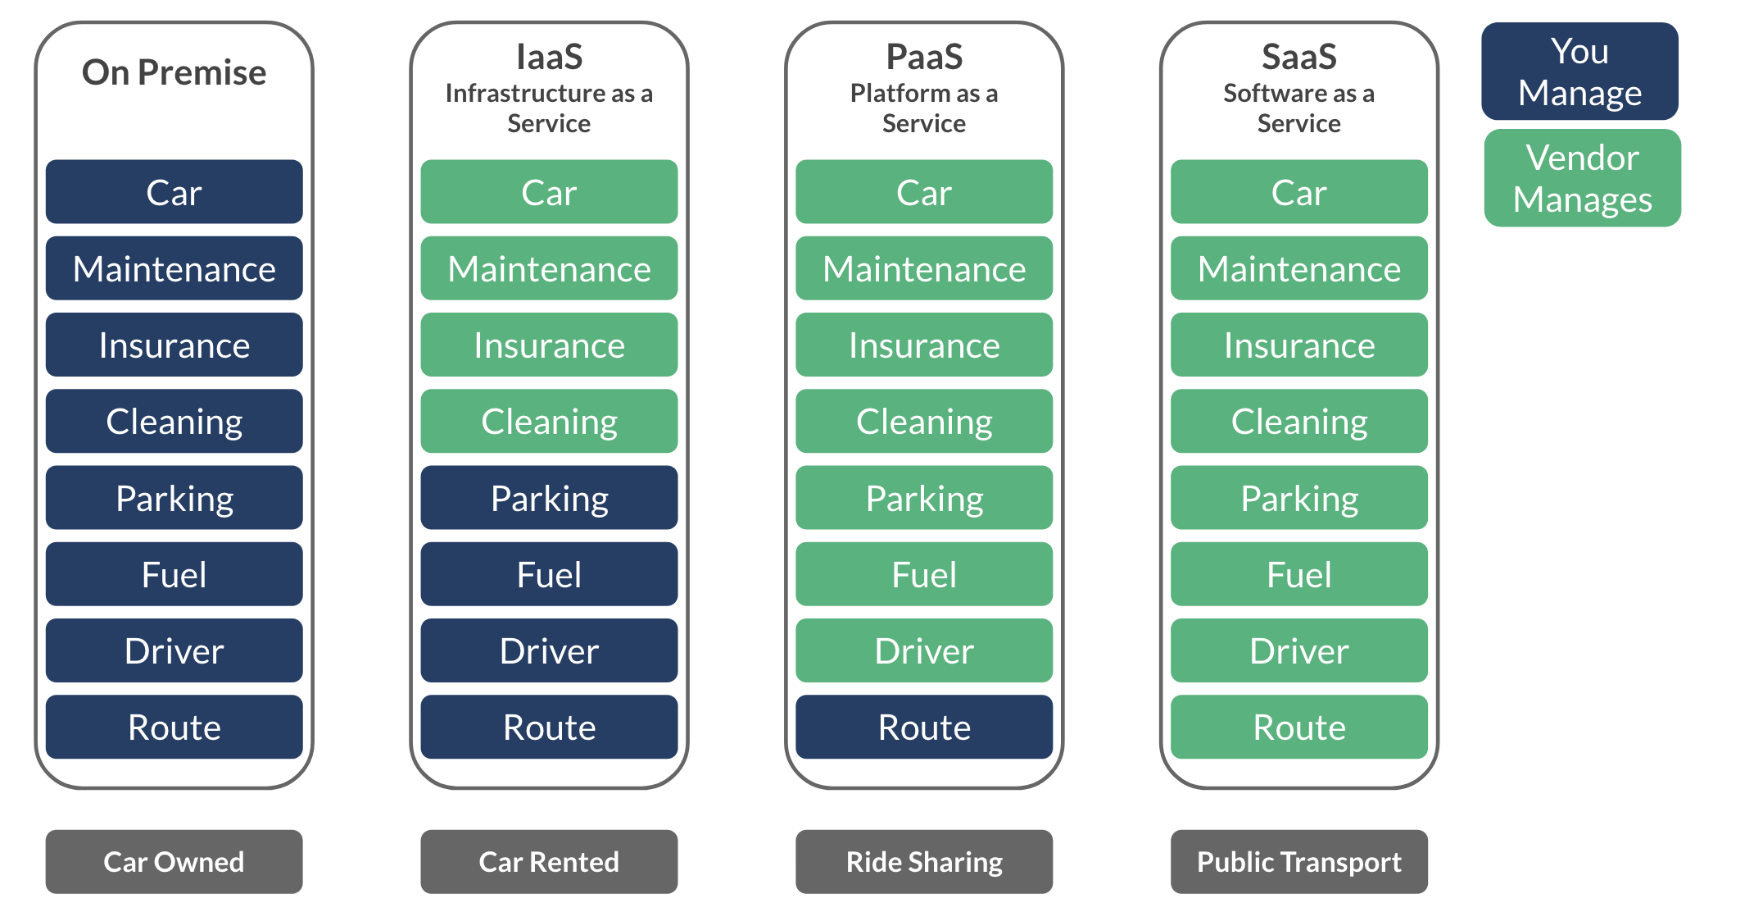 On Premise
Car
Maintenance
Insurance
Cleaning
Parking
Fuel
Driver
Route
Car Owned
IaaS
Infrastructure as a
Service
Car
Maintenance
Insurance
Cleaning
Parking
Fuel
Driver
Route
Car Rented
PaaS
Platform as a
Service
Car
Maintenance
Insurance
Cleaning
Parking
Fuel
Driver
Route
Ride Sharing
SaaS
Software as a
Service
Car
Maintenance
Insurance
Cleaning
Parking
Fuel
Driver
Route
Public Transport
You
Manage
Vendor
Manages